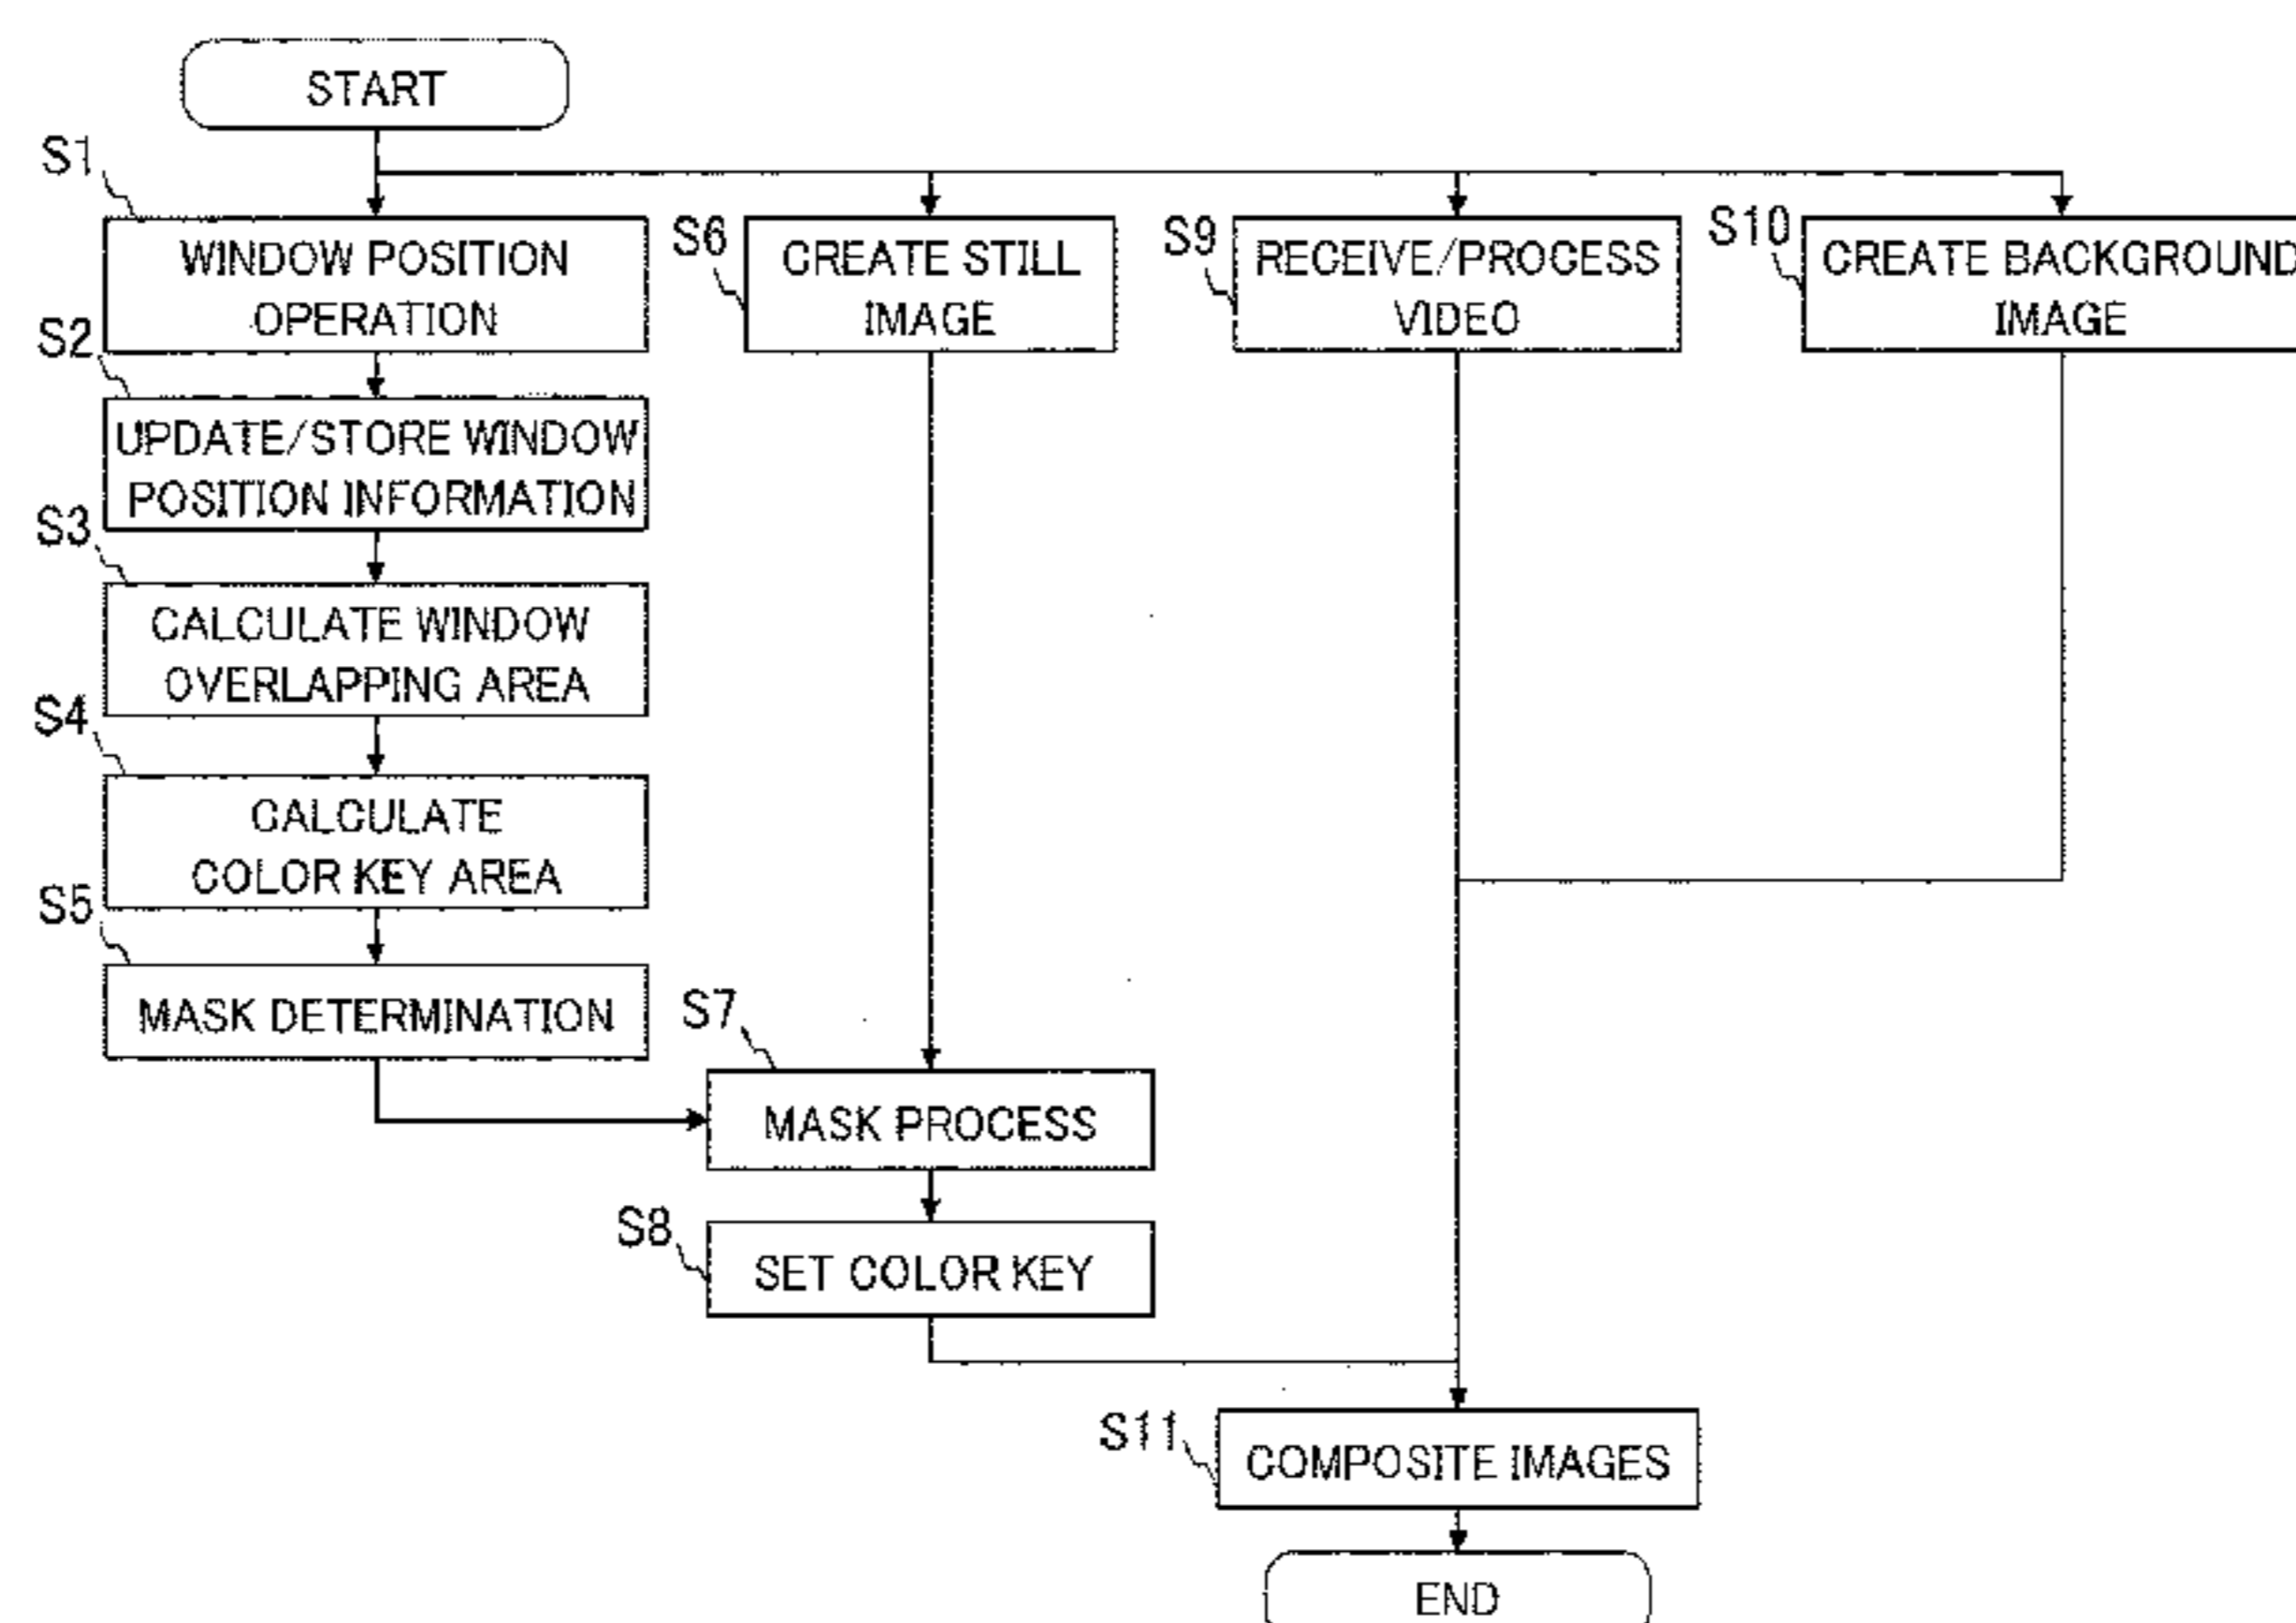 START
S1
WINDOW POSITION
OPERATION
S2
UPDATE/STORE WINDOW
POSITION INFORMATION
S3
CALCULATE WINDOW
OVERLAPPING AREA
S4
CALCULATE
COLOR KEY AREA
S5
MASK DETERMINATION
S6
CREATE STILL
IMAGE
S7
MASK PROCESS
S8
SET COLOR KEY
S9
RECEIVE/PROCESS
VIDEO
S10
CREATE BACKGROUND
IMAGE
S11
COMPOSITE IMAGES
END